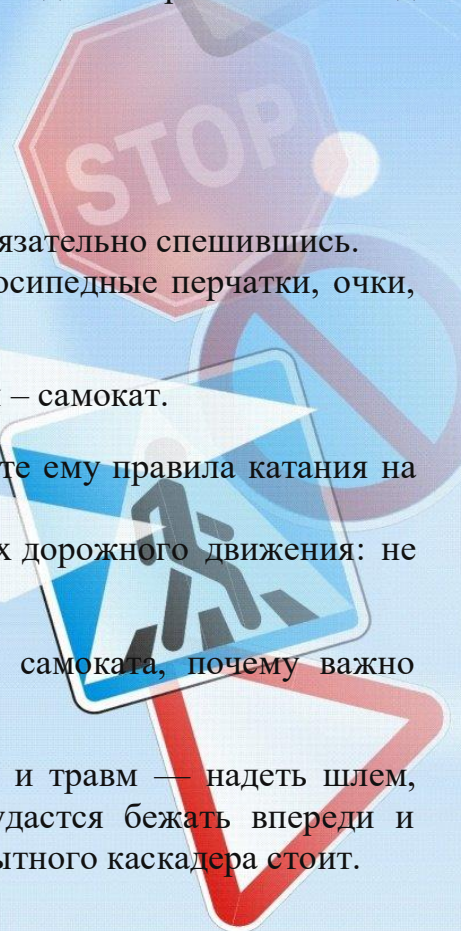 STOP
язательно спешившись.
осипедные перчатки, очки,
– самокат.
те ему правила катания на
х дорожного движения: не
самоката, почему важно
и травм — надеть шлем,
удастся бежать впереди и
ытного каскадера стоит.